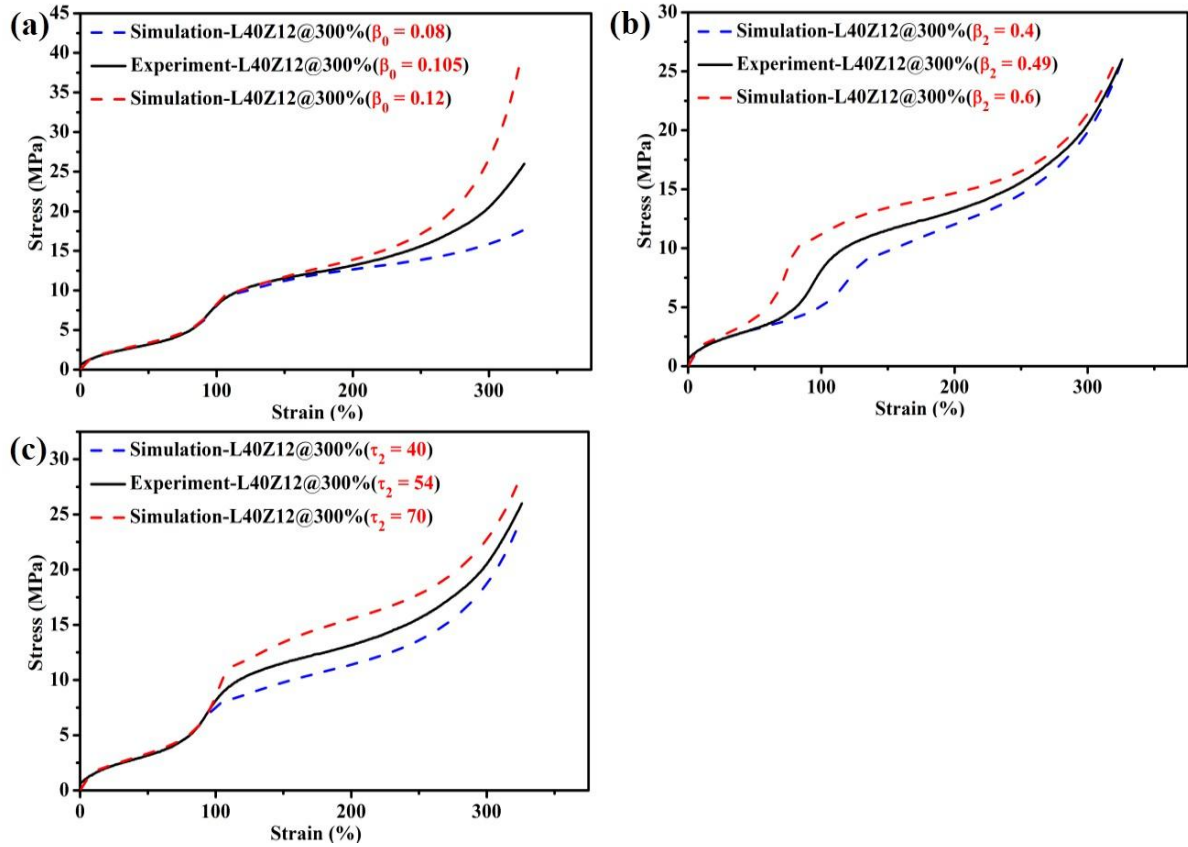 (a)
45
40
35
30
25
20
15
10
5
0
Stress (MPa)
Simulation-L40Z12@300%(β₀ = 0.08)
Experiment-L40Z12@300%(β₀ = 0.105)
Simulation-L40Z12@300%(β₀ = 0.12)
0 100 200 300
Strain (%)
(b)
30
25
20
15
10
5
0
Stress (MPa)
Simulation-L40Z12@300%(β₂ = 0.4)
Experiment-L40Z12@300%(β₂ = 0.49)
Simulation-L40Z12@300%(β₂ = 0.6)
0 100 200 300
Strain (%)
(c)
30
25
20
15
10
5
0
Stress (MPa)
Simulation-L40Z12@300%(τ₂ = 40)
Experiment-L40Z12@300%(τ₂ = 54)
Simulation-L40Z12@300%(τ₂ = 70)
0 100 200 300
Strain (%)